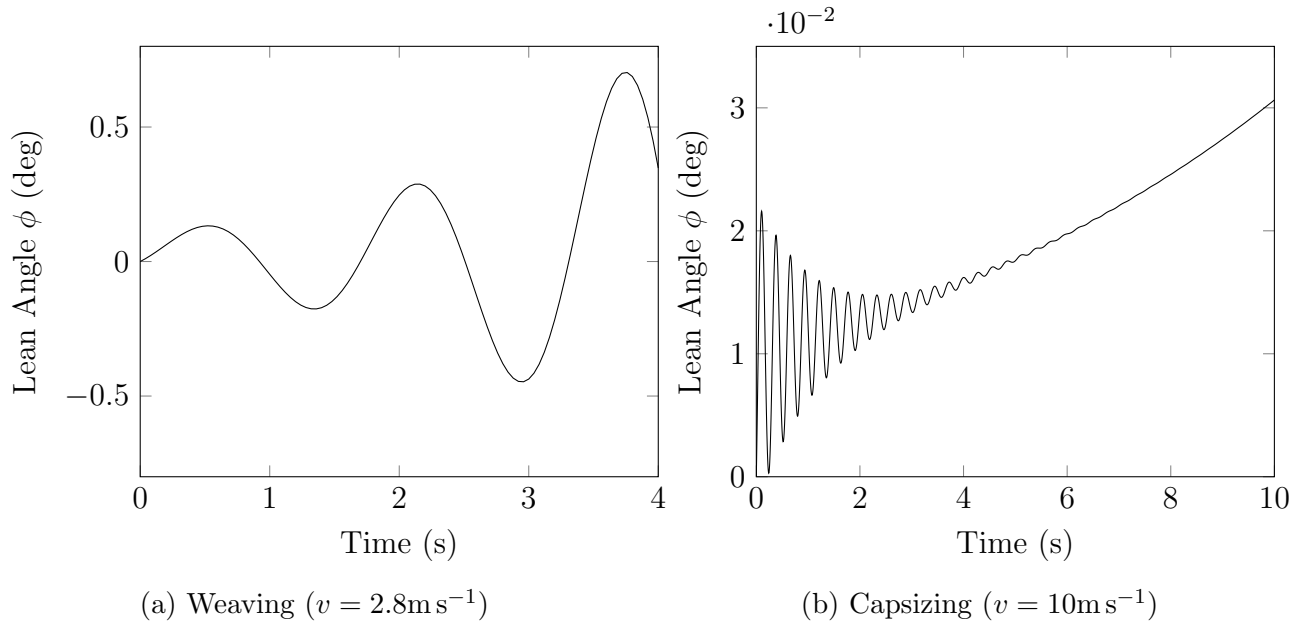 0.5
0
−0.5
0 1 2 3 4
Time (s)
Lean Angle ϕ (deg)
(a) Weaving (v = 2.8m s⁻¹)
·10⁻²
3
2
1
0
0 2 4 6 8 10
Time (s)
Lean Angle ϕ (deg)
(b) Capsizing (v = 10m s⁻¹)